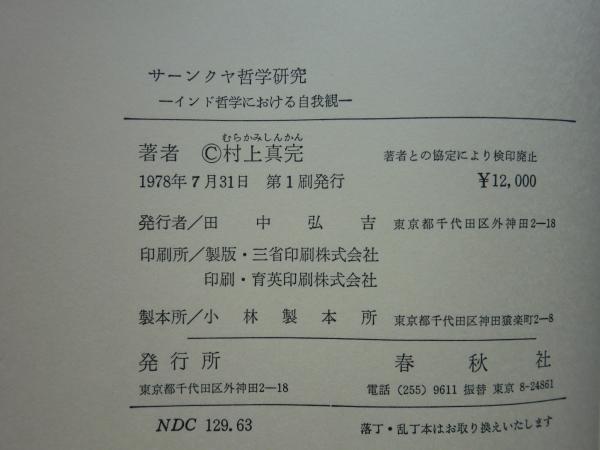 サーンクヤ哲学研究
―インド哲学における自我観―
むらかみしんかん
著者 ©村上真完 著者との協定により検印廃止
1978年7月31日 第1刷発行 ¥12,000
発行者/田中弘吉 東京都千代田区外神田2―18
印刷所/製版・三省印刷株式会社
印刷・育英印刷株式会社
製本所/小林製本所 東京都千代田区神田猿楽町2―8
発行所 春秋社
東京都千代田区外神田2―18 電話 (255) 9611 振替 東京 8-24861
NDC 129.63 落丁・乱丁本はお取り換えいたします